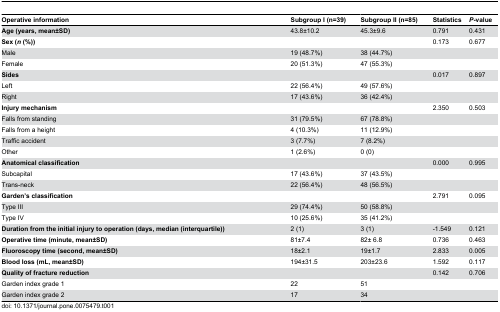 Operative information Subgroup I (n=39) Subgroup II (n=85) Statistics P-value
Age (years, mean±SD) 43.8±10.2 45.3±9.6 0.791 0.431
Sex (n (%)) 0.173 0.677
Male 19 (48.7%) 38 (44.7%)
Female 20 (51.3%) 47 (55.3%)
Sides 0.017 0.897
Left 22 (56.4%) 49 (57.6%)
Right 17 (43.6%) 36 (42.4%)
Injury mechanism 2.350 0.503
Falls from standing 31 (79.5%) 67 (78.8%)
Falls from a height 4 (10.3%) 11 (12.9%)
Traffic accident 3 (7.7%) 7 (8.2%)
Other 1 (2.6%) 0 (0)
Anatomical classification 0.000 0.995
Subcapital 17 (43.6%) 37 (43.5%)
Trans-neck 22 (56.4%) 48 (56.5%)
Garden's classification 2.791 0.095
Type III 29 (74.4%) 50 (58.8%)
Type IV 10 (25.6%) 35 (41.2%)
Duration from the initial injury to operation (days, median (interquartile)) 2 (1) 3 (1) -1.549 0.121
Operative time (minute, mean±SD) 81±7.4 82± 6.8 0.736 0.463
Fluoroscopy time (second, mean±SD) 18±2.1 19±1.7 2.833 0.005
Blood loss (mL, mean±SD) 194±31.5 203±23.6 1.592 0.117
Quality of fracture reduction 0.142 0.706
Garden index grade 1 22 51
Garden index grade 2 17 34
doi: 10.1371/journal.pone.0075479.t001